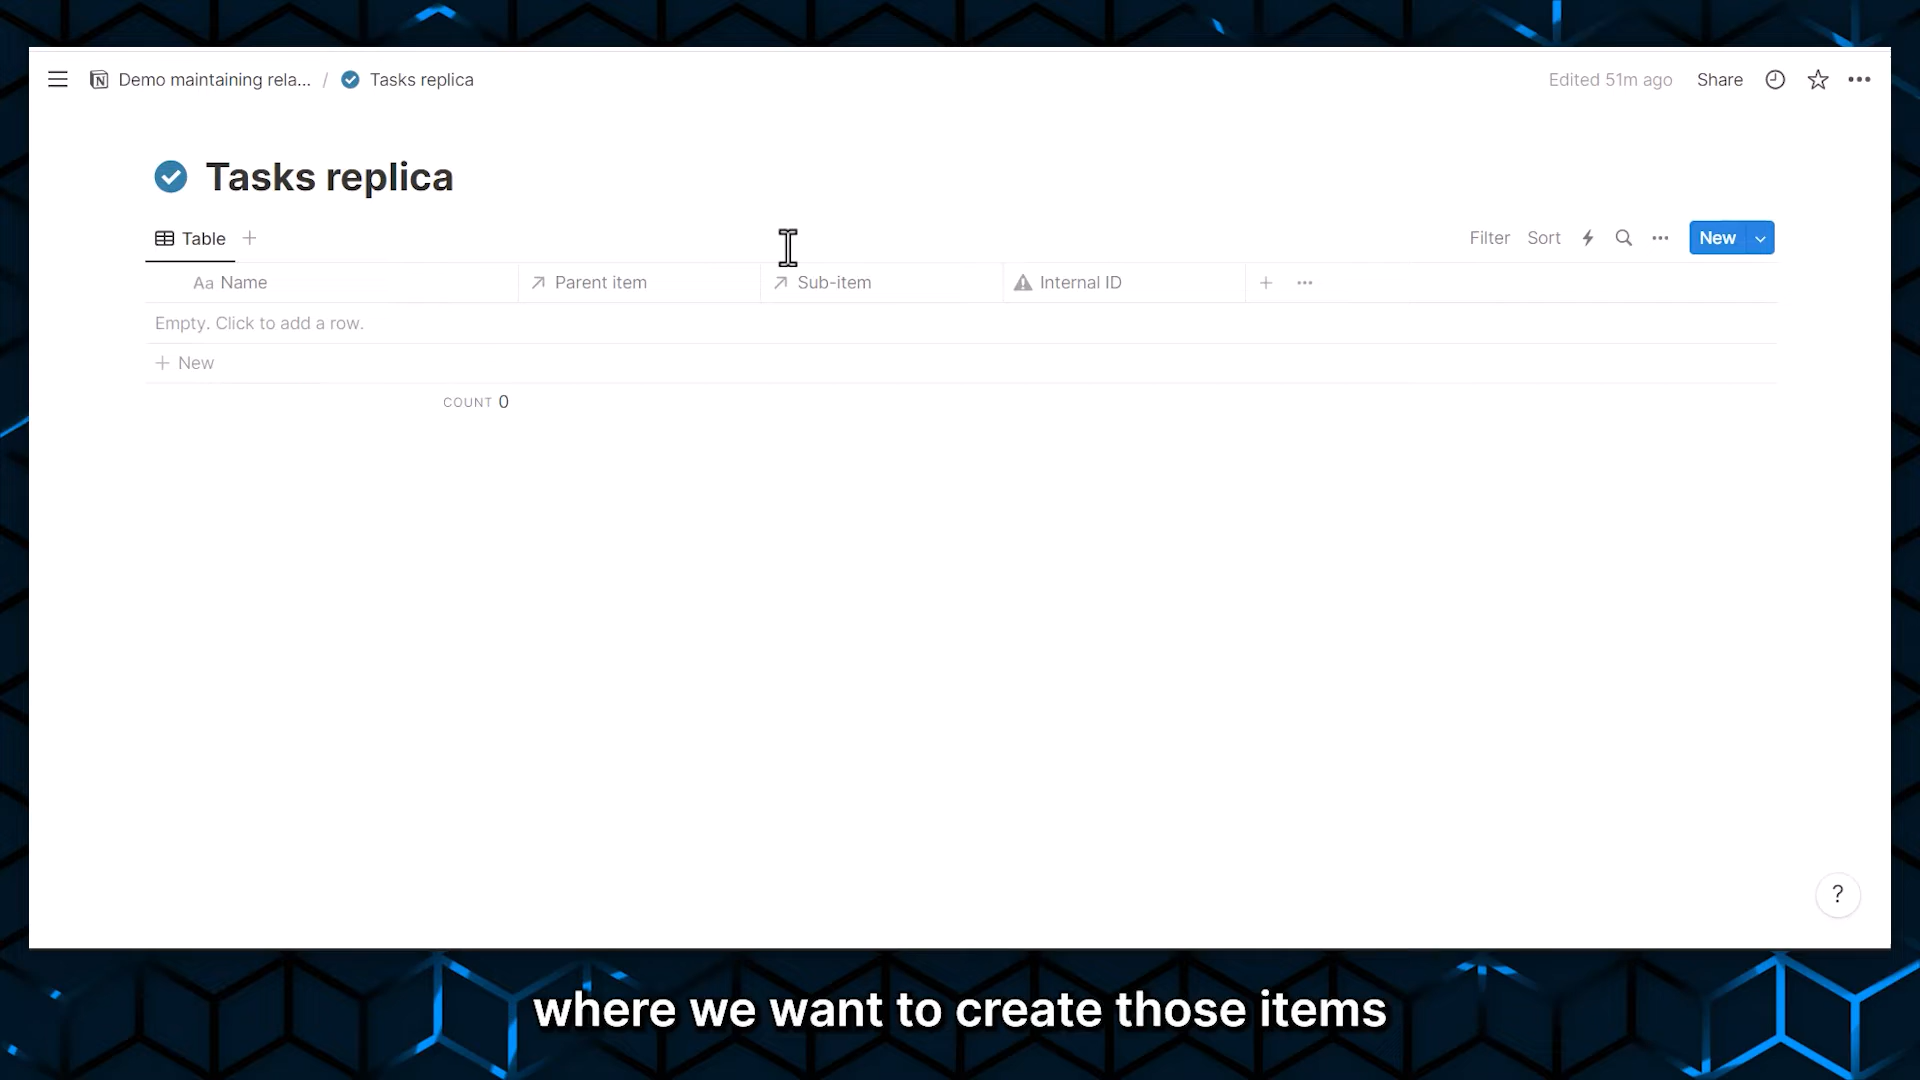 Demo maintaining rela... / Tasks replica
Edited 51m ago Share
Tasks replica
Table
Filter Sort New
Aa Name Parent item Sub-item Internal ID
Empty. Click to add a row.
+ New
COUNT 0
?
where we want to create those items